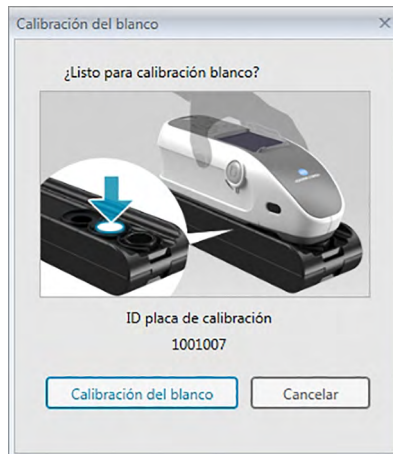 Calibración del blanco
¿Listo para calibración blanco?
ID placa de calibración
1001007
Calibración del blanco
Cancelar